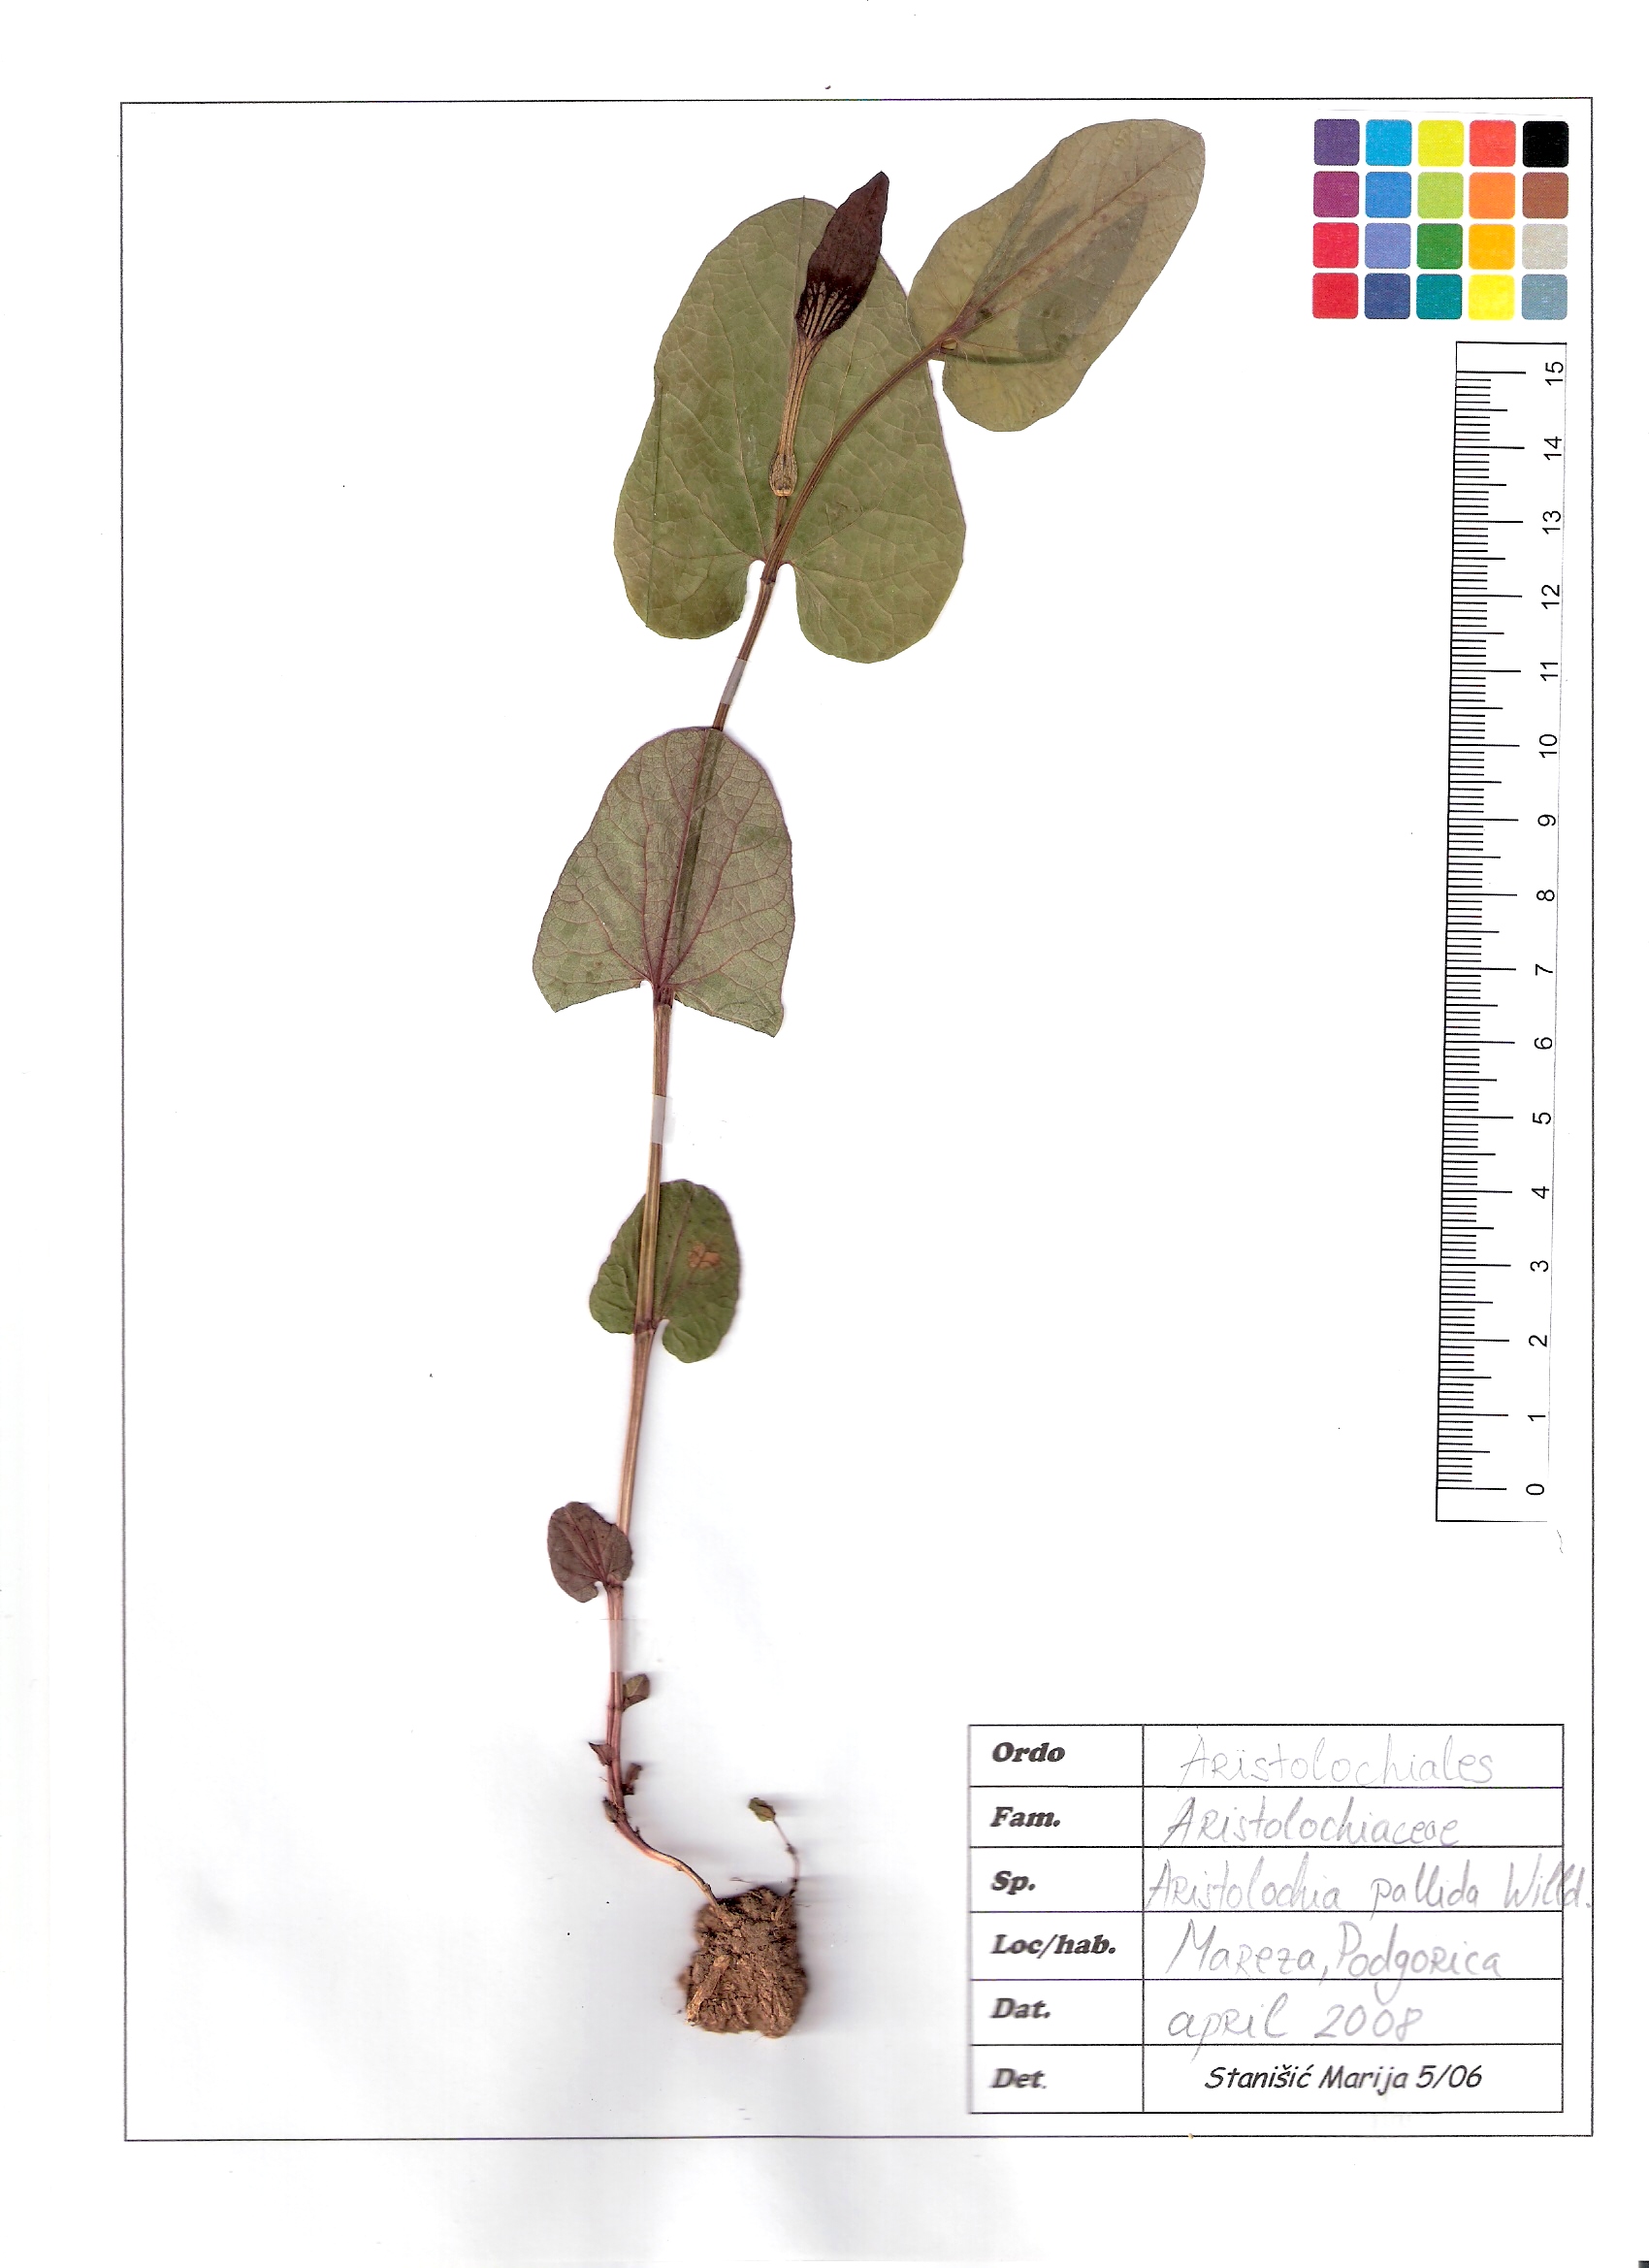 15
14
13
12
11
10
9
8
7
6
5
4
3
2
1
0
Ordo Aristolochiales
Fam. Aristolochiaceae
Sp. Aristolochia pallida Willd.
Loc/hab. Mareza, Podgorica
Dat. april 2008
Det. Stanišić Marija 5/06